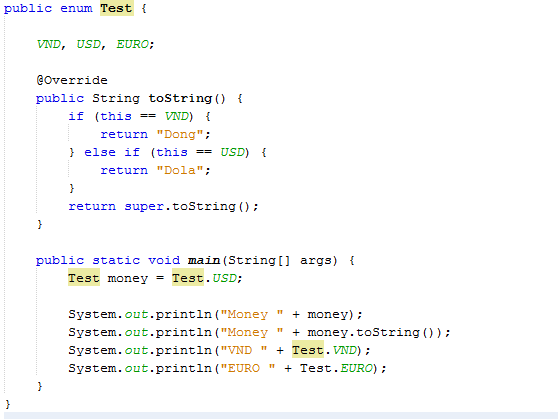 public enum Test {
VND, USD, EURO;
@Override
public String toString() {
if (this == VND) {
return "Dong";
} else if (this == USD) {
return "Dola";
}
return super.toString();
}
public static void main(String[] args) {
Test money = Test.USD;
System.out.println("Money " + money);
System.out.println("Money " + money.toString());
System.out.println("VND " + Test.VND);
System.out.println("EURO " + Test.EURO);
}
}